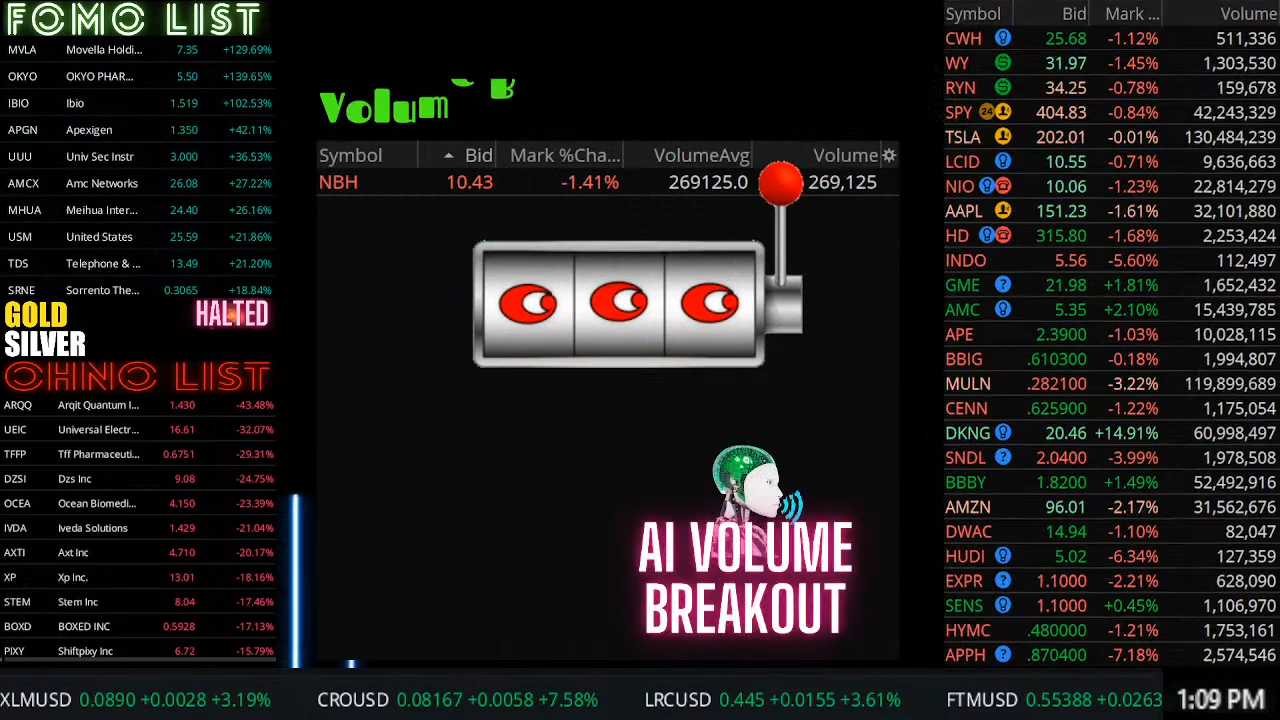 FOMO LIST
MVLA Movella Holdi... 7.35 +129.69%
OKYO OKYO PHAR... 5.50 +139.65%
IBIO Ibio 1.519 +102.53%
APGN Apexigen 1.350 +42.11%
UUU Univ Sec Instr 3.000 +36.53%
AMCX Amc Networks 26.08 +27.22%
MHUA Meihua Inter... 24.40 +26.16%
USM United States 25.59 +21.86%
TDS Telephone & ... 13.49 +21.20%
SRNE Sorrento The... 0.3065 +18.84%
GOLD HALTED
SILVER
OHNO LIST
ARQQ Arqit Quantum I... 1.430 -43.48%
UEIC Universal Electr... 16.61 -32.07%
TFFP Tff Pharmaceuti... 0.6751 -29.31%
DZSI Dzs Inc 9.08 -24.75%
OCEA Ocean Biomedi... 4.150 -23.39%
IVDA Iveda Solutions 1.429 -21.04%
AXTI Axt Inc 4.710 -20.17%
XP Xp Inc. 13.01 -18.16%
STEM Stem Inc 8.04 -17.46%
BOXD BOXED INC 0.5928 -17.13%
PIXY Shiftpixy Inc 6.72 -15.79%
Volum
Symbol Bid Mark %Cha... VolumeAvg Volume
NBH 10.43 -1.41% 269125.0 269,125
AI VOLUME
BREAKOUT
Symbol Bid Mark ... Volume
CWH 25.68 -1.12% 511,336
WY 31.97 -1.45% 1,303,530
RYN 34.25 -0.78% 159,678
SPY 24 404.83 -0.84% 42,243,329
TSLA 202.01 -0.01% 130,484,239
LCID 10.55 -0.71% 9,636,663
NIO 10.06 -1.23% 22,814,279
AAPL 151.23 -1.61% 32,101,880
HD 315.80 -1.68% 2,253,424
INDO 5.56 -5.60% 112,497
GME ? 21.98 +1.81% 1,652,432
AMC 5.35 +2.10% 15,439,785
APE 2.3900 -1.03% 10,028,115
BBIG .610300 -0.18% 1,994,807
MULN .282100 -3.22% 119,899,689
CENN .625900 -1.22% 1,175,054
DKNG 20.46 +14.91% 60,998,497
SNDL ? 2.0400 -3.99% 1,978,508
BBBY 1.8200 +1.49% 52,492,916
AMZN 96.01 -2.17% 31,562,676
DWAC 14.94 -1.10% 82,047
HUDI 5.02 -6.34% 127,359
EXPR ? 1.1000 -2.21% 628,090
SENS 1.1000 +0.45% 1,106,970
HYMC .480000 -1.21% 1,753,161
APPH ? .870400 -7.18% 2,574,546
XLMUSD 0.0890 +0.0028 +3.19% CROUSD 0.08167 +0.0058 +7.58% LRCUSD 0.445 +0.0155 +3.61% FTMUSD 0.55388 +0.0263 1:09 PM